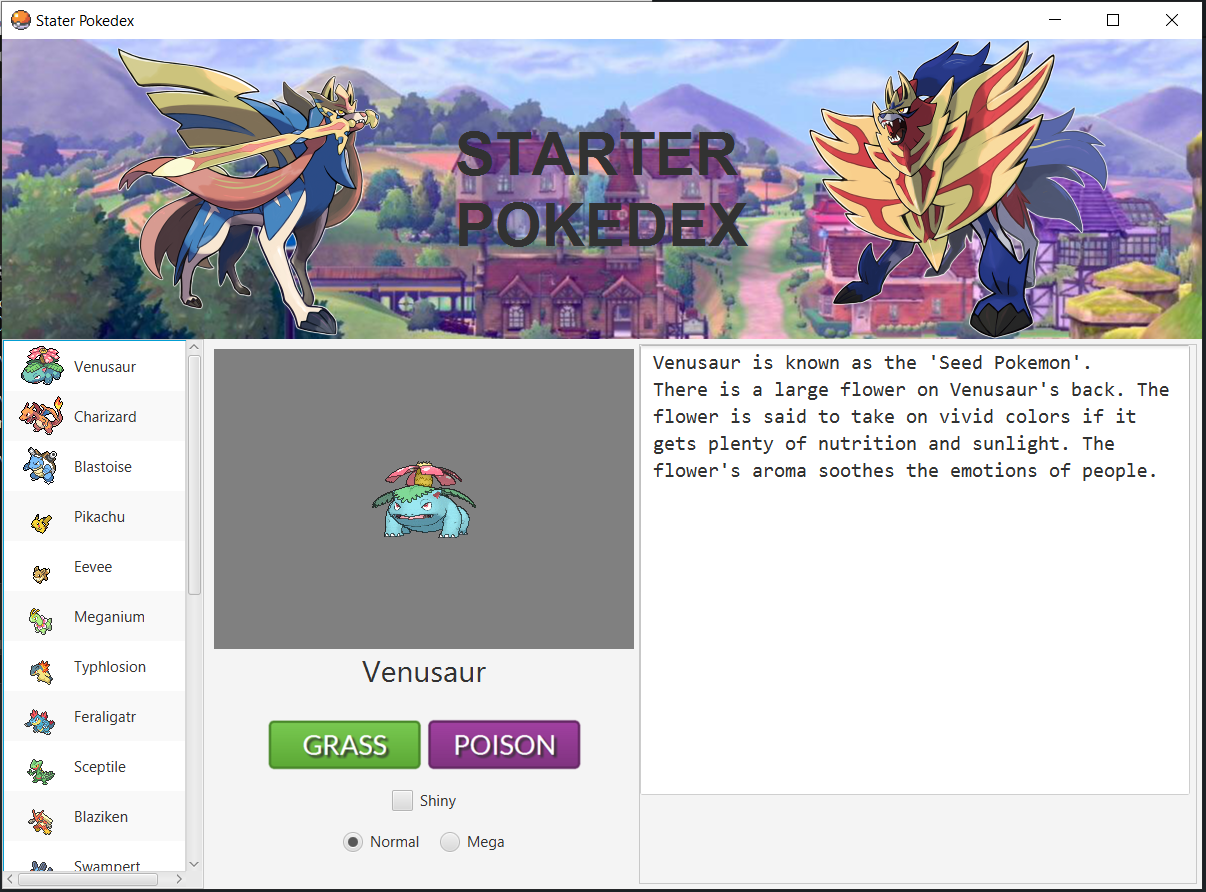 Stater Pokedex
STARTER
POKEDEX
Venusaur
Charizard
Blastoise
Pikachu
Eevee
Meganium
Typhlosion
Feraligatr
Sceptile
Blaziken
Swampert
Venusaur
GRASS POISON
Shiny
Normal Mega
Venusaur is known as the 'Seed Pokemon'.
There is a large flower on Venusaur's back. The
flower is said to take on vivid colors if it
gets plenty of nutrition and sunlight. The
flower's aroma soothes the emotions of people.